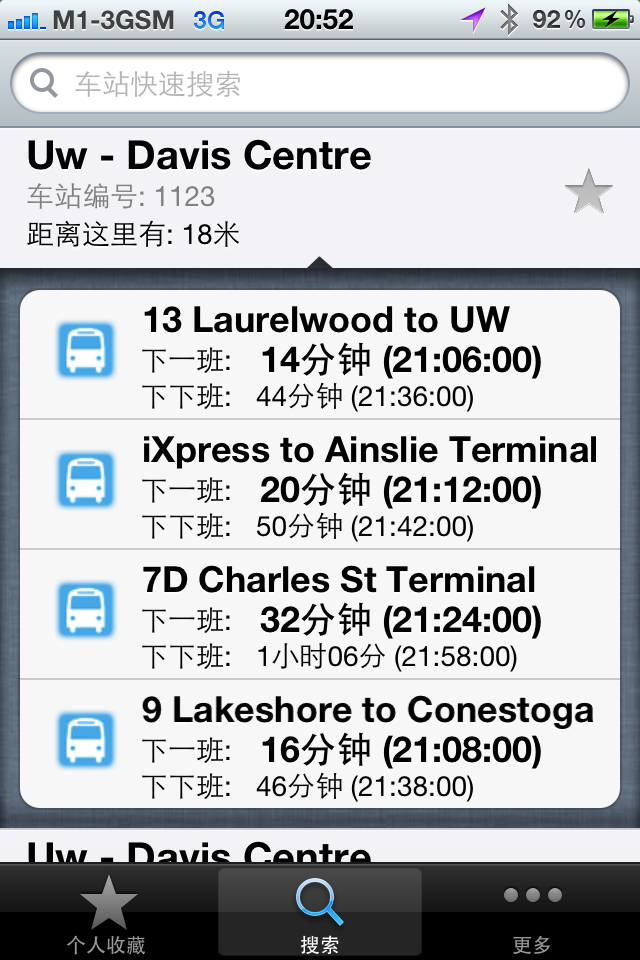 M1-3GSM 3G 20:52 92%
车站快速搜索
Uw - Davis Centre
车站编号: 1123
距离这里有: 18米
13 Laurelwood to UW
下一班: 14分钟 (21:06:00)
下下班: 44分钟 (21:36:00)
iXpress to Ainslie Terminal
下一班: 20分钟 (21:12:00)
下下班: 50分钟 (21:42:00)
7D Charles St Terminal
下一班: 32分钟 (21:24:00)
下下班: 1小时06分 (21:58:00)
9 Lakeshore to Conestoga
下一班: 16分钟 (21:08:00)
下下班: 46分钟 (21:38:00)
Uw - Davis Centre
个人收藏 搜索 更多